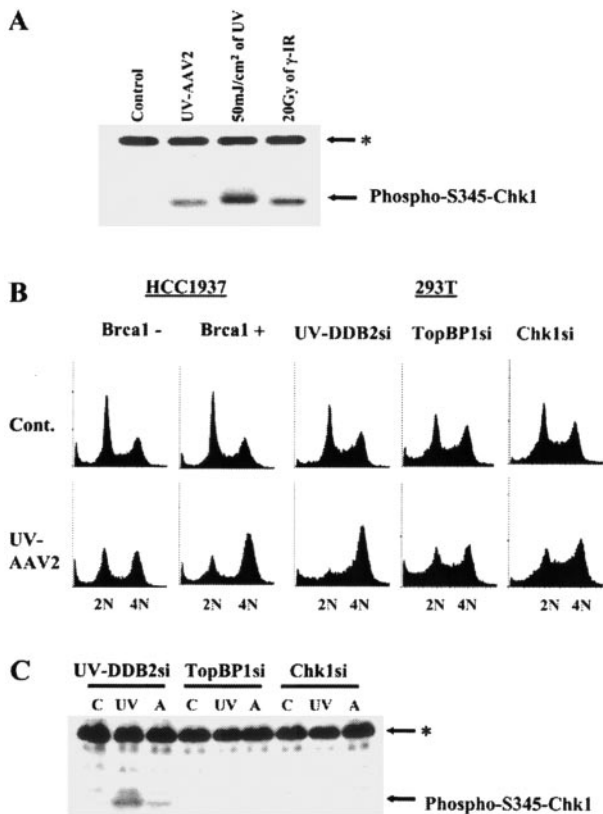 A
Control
UV-AAV2
50mJ/cm² of UV
20Gy of γ-IR
*
Phospho-S345-Chk1
B
HCC1937 293T
Brca1 - Brca1 + UV-DDB2si TopBP1si Chk1si
Cont.
UV-
AAV2
2N 4N 2N 4N 2N 4N 2N 4N 2N 4N
C
UV-DDB2si TopBP1si Chk1si
C UV A C UV A C UV A
*
Phospho-S345-Chk1